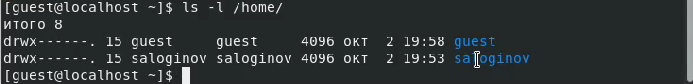 [guest@localhost ~]$ ls -l /home/
итого 8
drwx------. 15 guest     guest     4096 окт  2 19:58 guest
drwx------. 15 saloginov saloginov 4096 окт  2 19:53 saloginov
[guest@localhost ~]$